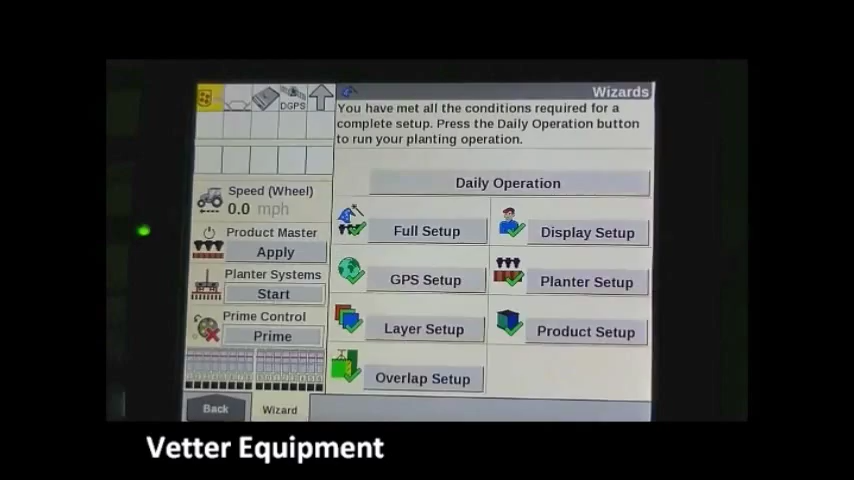 Wizards
DGPS
You have met all the conditions required for a
complete setup. Press the Daily Operation button
to run your planting operation.
Daily Operation
Speed (Wheel)
0.0 mph
Product Master
Apply
Planter Systems
Start
Prime Control
Prime
Full Setup
Display Setup
GPS Setup
Planter Setup
Layer Setup
Product Setup
Overlap Setup
Back
Wizard
Vetter Equipment